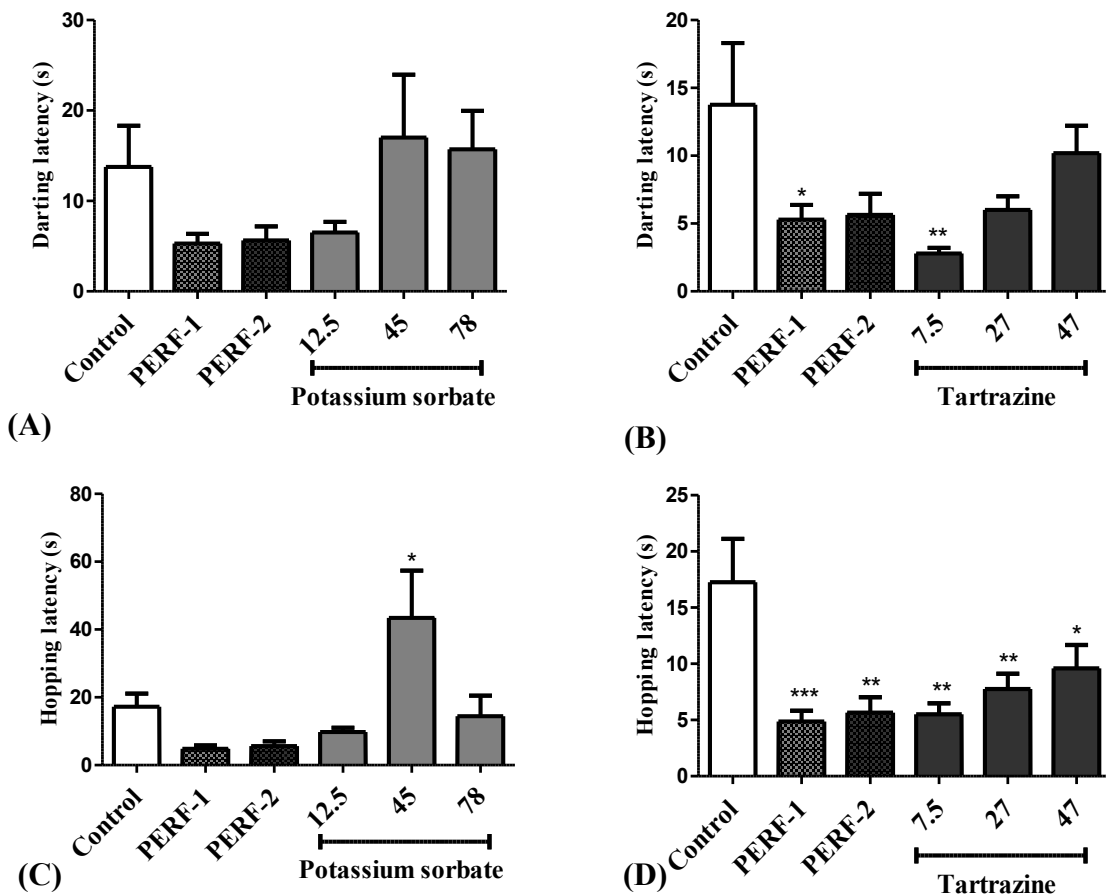 30
20
10
0
Darting latency (s)
Control
PERF-1
PERF-2
12.5
45
78
Potassium sorbate
(A)
20
15
10
5
0
Darting latency (s)
*
**
Control
PERF-1
PERF-2
7.5
27
47
Tartrazine
(B)
80
60
40
20
0
Hopping latency (s)
*
Control
PERF-1
PERF-2
12.5
45
78
Potassium sorbate
(C)
25
20
15
10
5
0
Hopping latency (s)
***
**
**
**
*
Control
PERF-1
PERF-2
7.5
27
47
Tartrazine
(D)